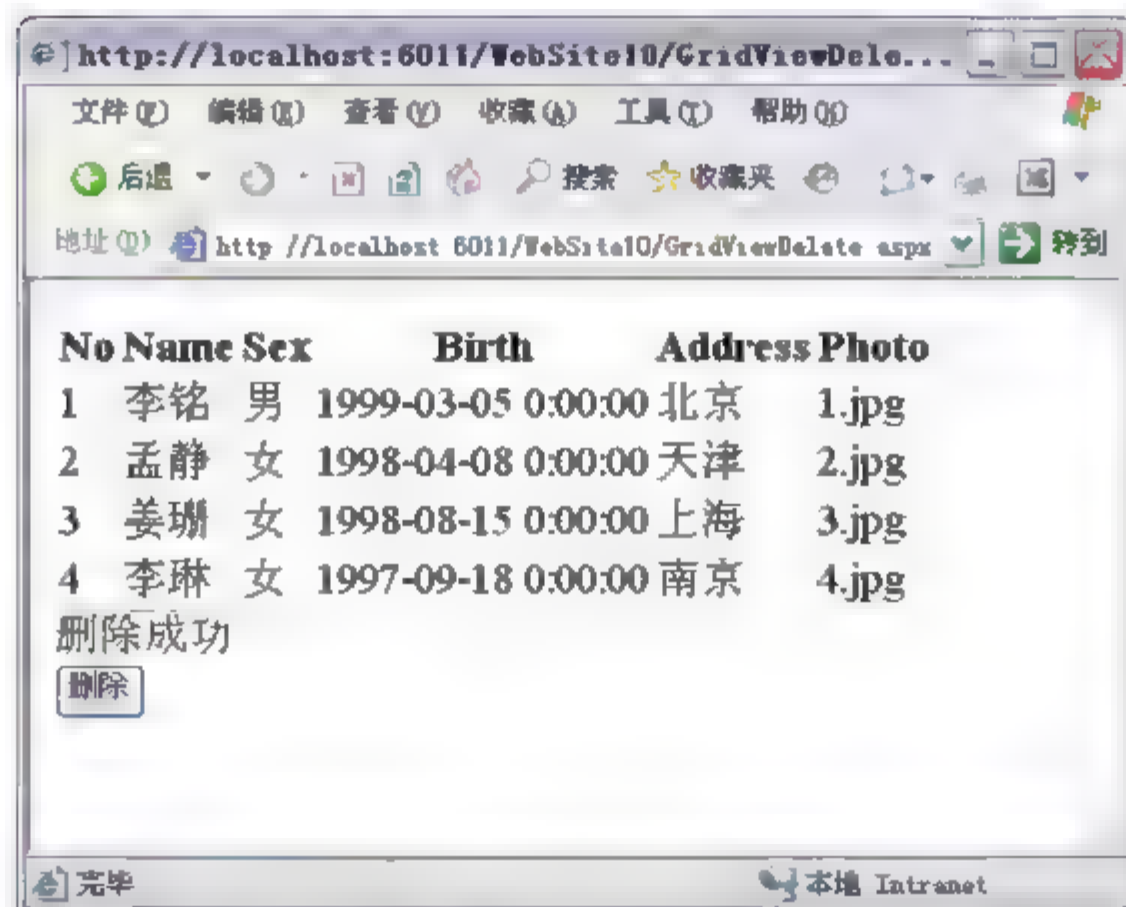 http://localhost:6011/WebSite10/GridViewDele...
文件(F) 编辑(E) 查看(V) 收藏(A) 工具(T) 帮助(H)
后退 搜索 收藏夹
地址(D) http //localhost 6011/WebSite10/GridViewDelete aspx 转到
No Name Sex Birth Address Photo
1 李铭 男 1999-03-05 0:00:00 北京 1.jpg
2 孟静 女 1998-04-08 0:00:00 天津 2.jpg
3 姜珊 女 1998-08-15 0:00:00 上海 3.jpg
4 李琳 女 1997-09-18 0:00:00 南京 4.jpg
删除成功
删除
完毕 本地 Intranet